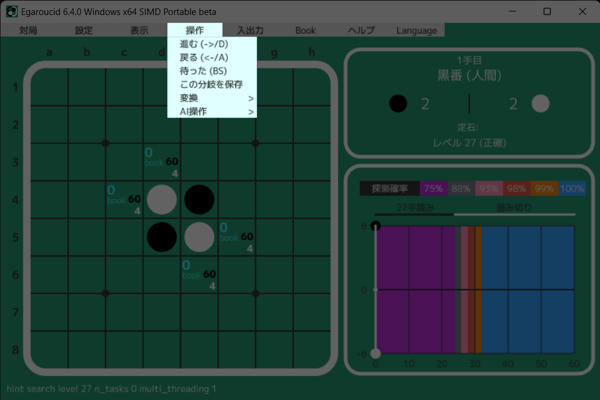 Egaroucid 6.4.0 Windows x64 SIMD Portable beta
対局 設定 表示 操作 入出力 Book ヘルプ Language
進む (->/D)
戻る (<-/A)
待った (BS)
この分岐を保存
変換 >
AI操作 >
a b c d g h
1
2
3
4
5
6
7
8
0
book 60
4
0
book 60
4
0
book 60
4
0
book 60
4
1手目
黒番 (人間)
2 2
定石:
レベル 27 (正確)
探索確率 75% 88% 93% 98% 99% 100%
27手読み 読み切り
8
0
-8
0 10 20 30 40 50 60
hint search level 27 n_tasks 0 multi_threading 1